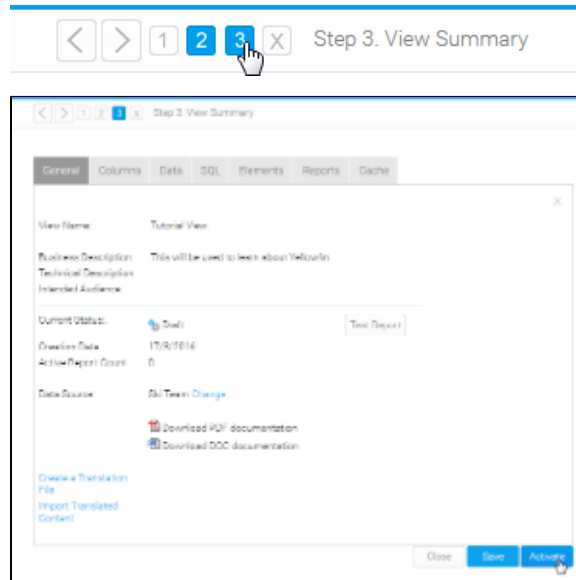 1 2 3 X Step 3. View Summary
1 2 3 X Step 3. View Summary
General Columns Data SQL Elements Reports Cache
View Name Tutorial View
Business Description This will be used to learn about Yellowfin
Technical Description
Intended Audience
Current Status: Draft Test Report
Creation Date 17/8/2016
Active Report Count 0
Data Source Ski Team Change
Download PDF documentation
Download DOC documentation
Create a Translation
File
Import Translated
Content
Close Save Activate